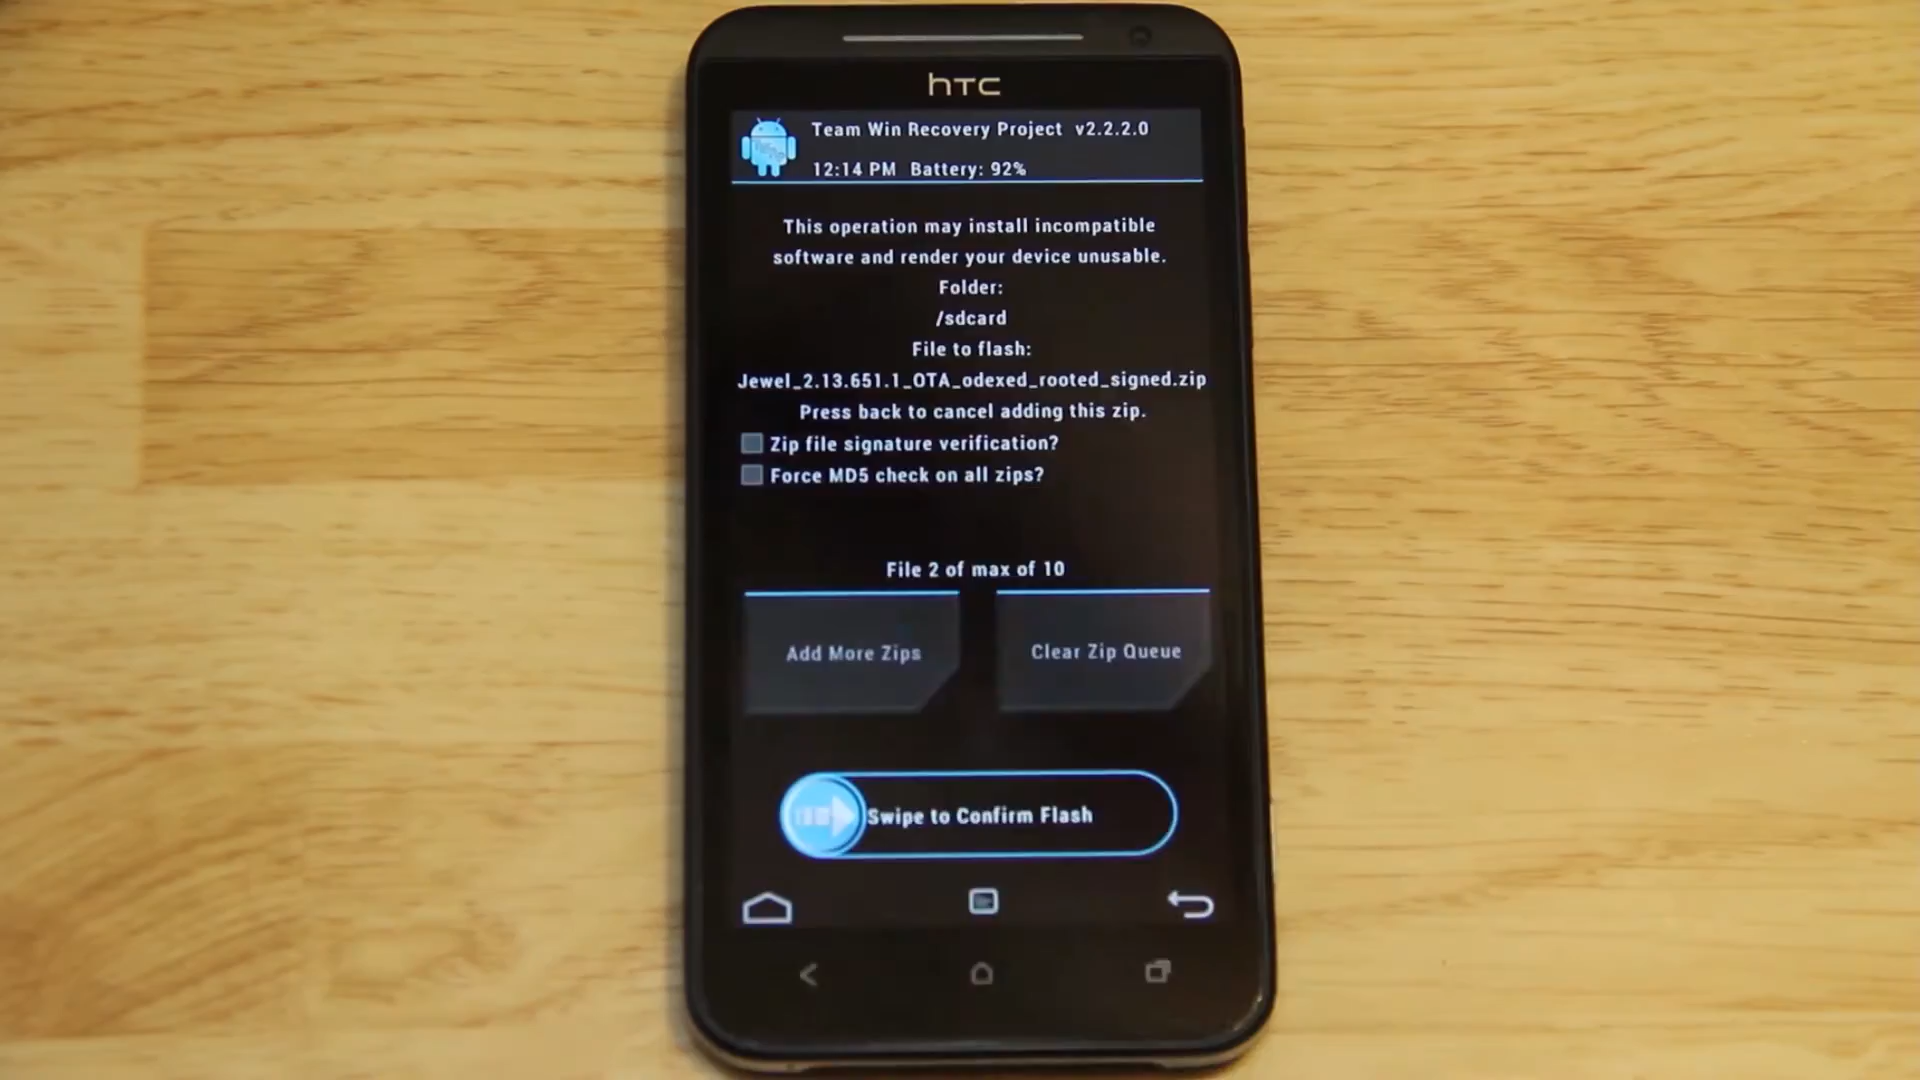 hTC
Team Win Recovery Project v2.2.2.0
12:14 PM Battery: 92%
This operation may install incompatible
software and render your device unusable.
Folder:
/sdcard
File to flash:
Jewel_2.13.651.1_OTA_odexed_rooted_signed.zip
Press back to cancel adding this zip.
Zip file signature verification?
Force MD5 check on all zips?
File 2 of max of 10
Add More Zips
Clear Zip Queue
Swipe to Confirm Flash